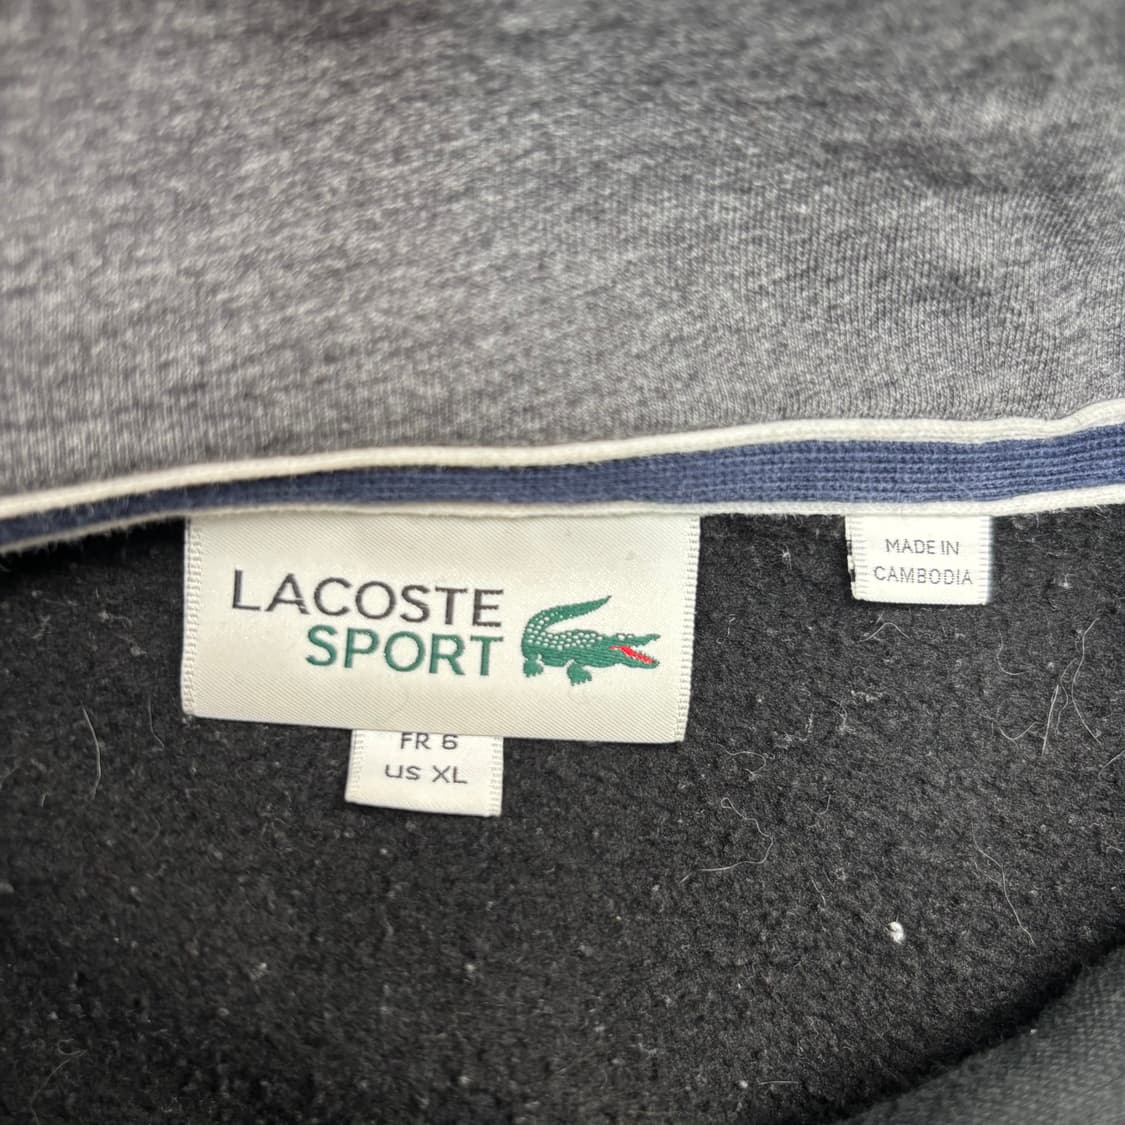 LACOSTE
SPORT
FR 6
US XL
MADE IN
CAMBODIA